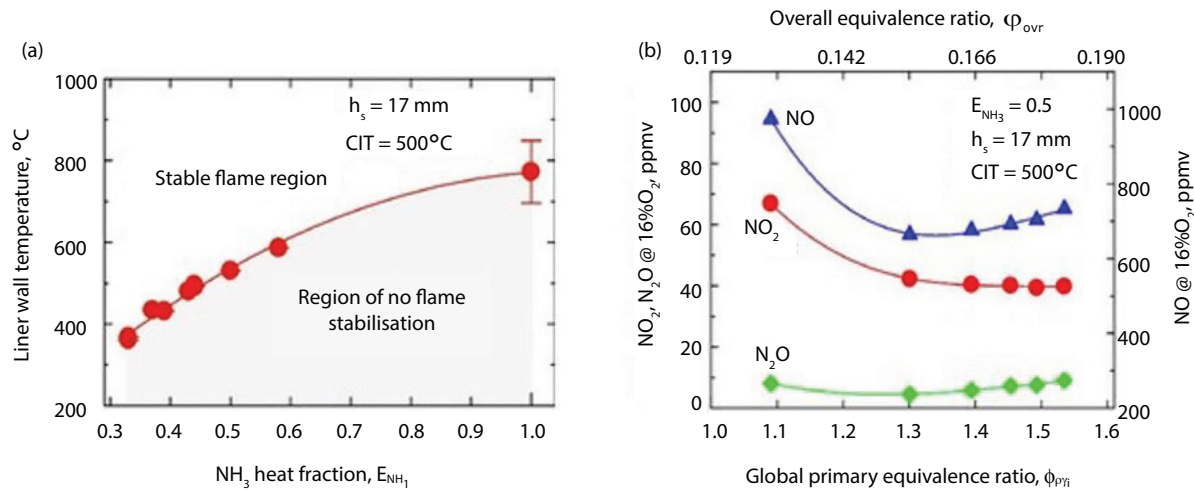 (a)
Liner wall temperature, °C
1000
800
600
400
200
h_s = 17 mm
CIT = 500°C
Stable flame region
Region of no flame
stabilisation
0.3 0.4 0.5 0.6 0.7 0.8 0.9 1.0
NH₃ heat fraction, E_NH₁
Overall equivalence ratio, φ_ovr
(b)
0.119 0.142 0.166 0.190
NO₂, N₂O @ 16%O₂, ppmv
100
80
60
40
20
0
NO
NO₂
N₂O
E_NH₃ = 0.5
h_s = 17 mm
CIT = 500°C
1000
800
600
400
200
NO @ 16%O₂, ppmv
1.0 1.1 1.2 1.3 1.4 1.5 1.6
Global primary equivalence ratio, ϕ_ργi